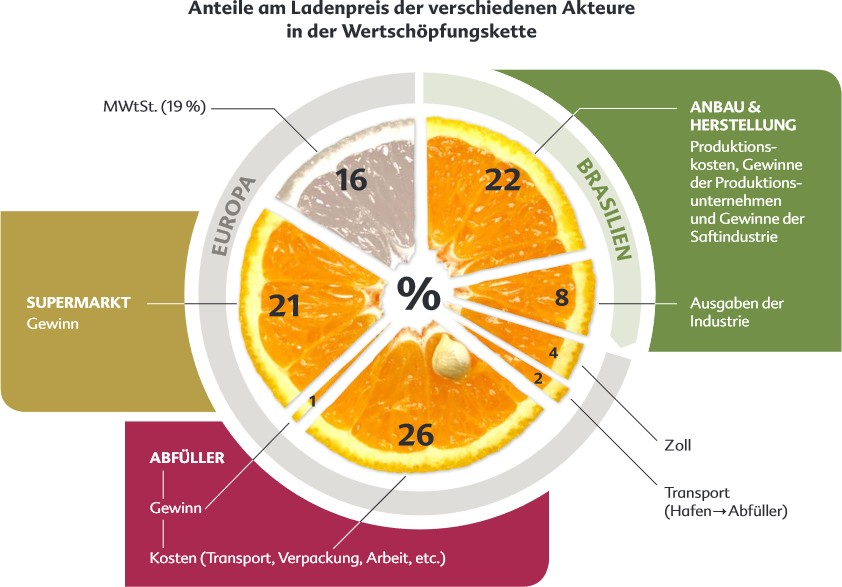 Anteile am Ladenpreis der verschiedenen Akteure
in der Wertschöpfungskette
MWtSt. (19 %)
ANBAU &
HERSTELLUNG
Produktions-
kosten, Gewinne
der Produktions-
unternehmen
und Gewinne der
Saftindustrie
EUROPA
BRASILIEN
16
22
SUPERMARKT
Gewinn
21
%
8
Ausgaben der
Industrie
4
2
1
26
Zoll
Transport
(Hafen→Abfüller)
ABFÜLLER
Gewinn
Kosten (Transport, Verpackung, Arbeit, etc.)